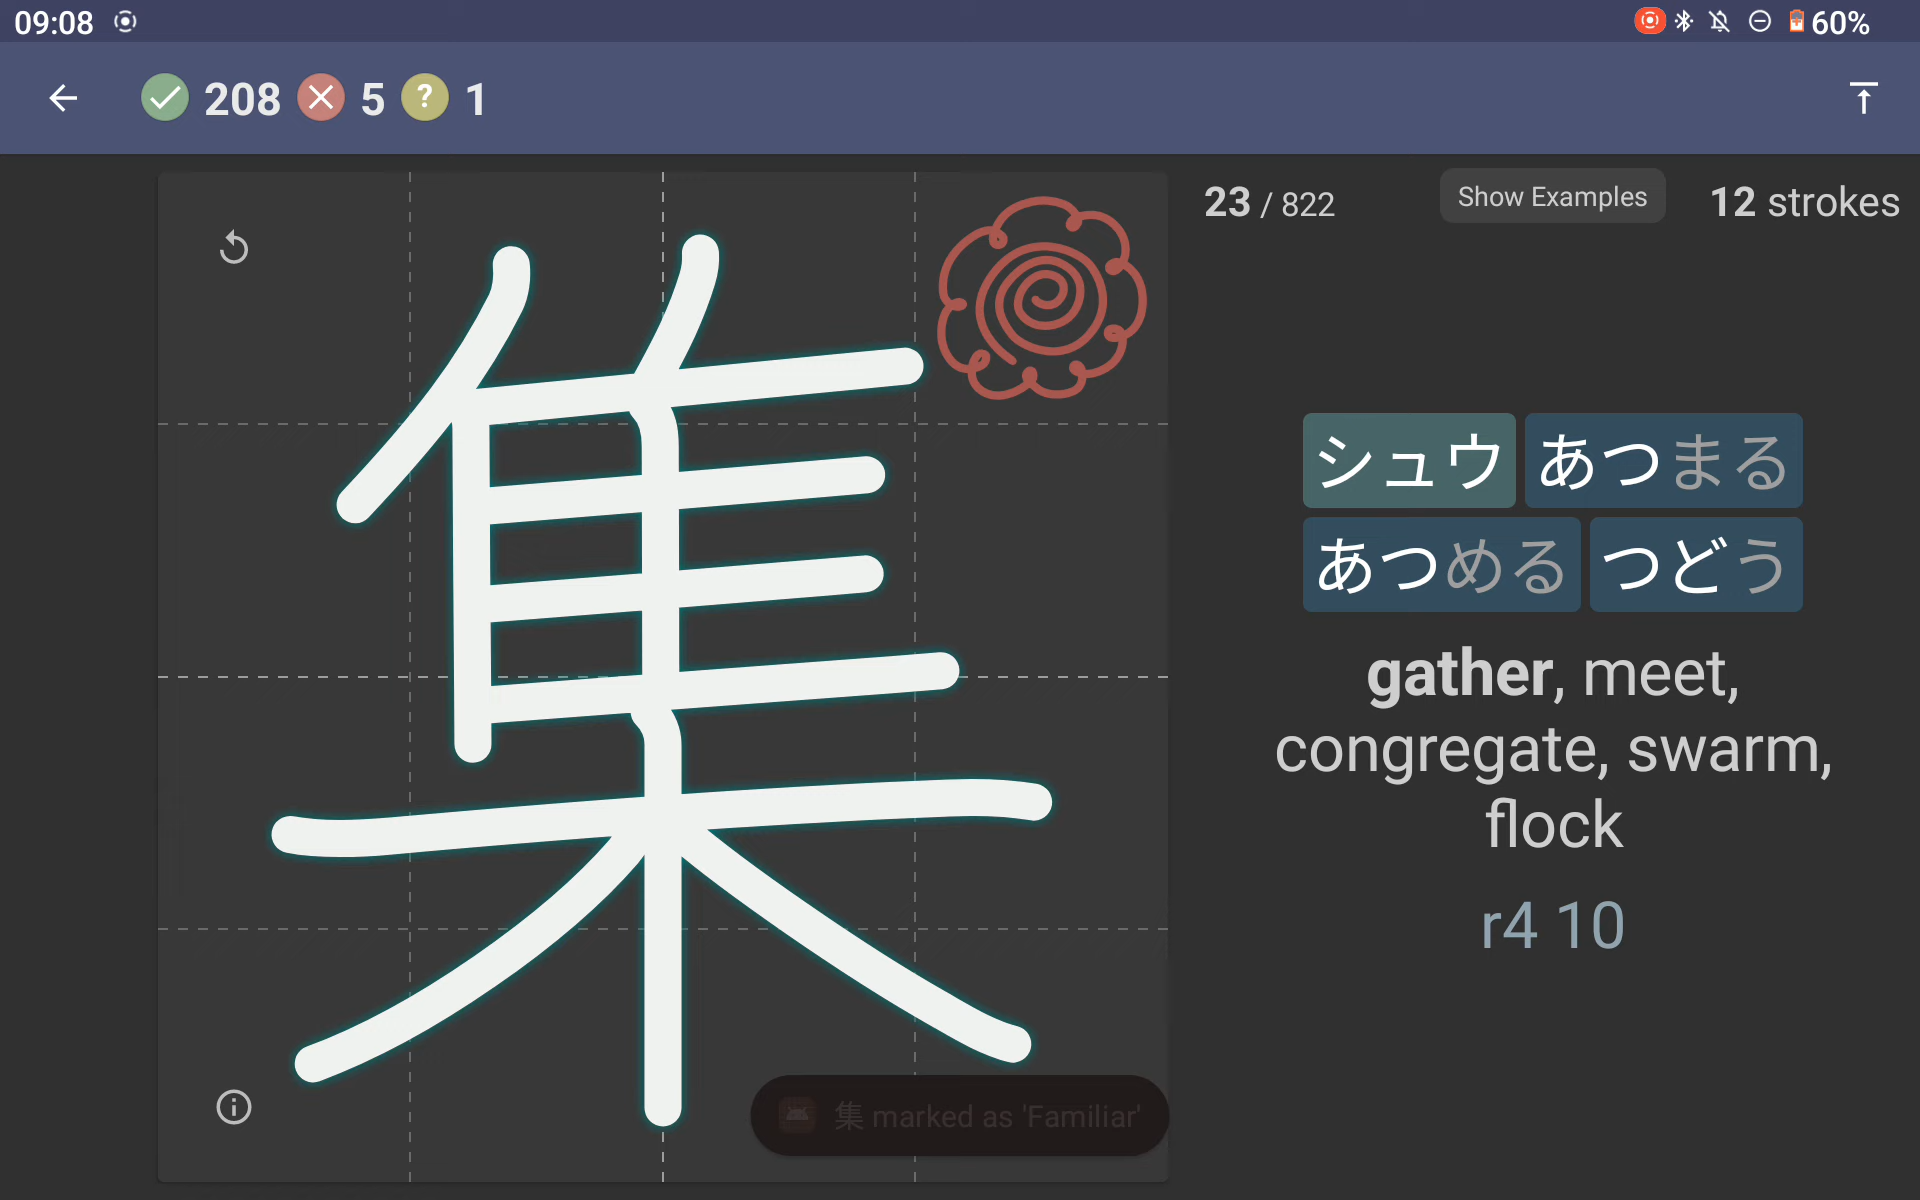 09:08 60%
208 5 ? 1
23 / 822 Show Examples 12 strokes
集
シュウ あつまる
あつめる つどう
gather, meet,
congregate, swarm,
flock
r4 10
集 marked as 'Familiar'